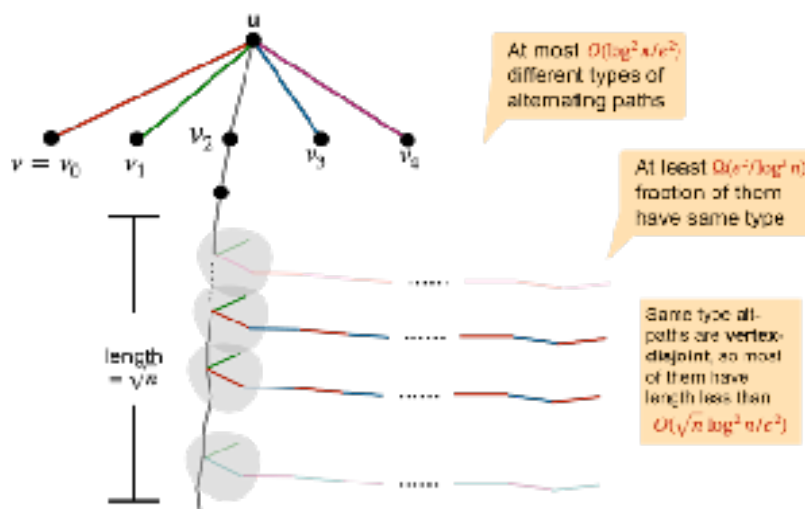 u
At most O(log² n/ε²)
different types of
alternating paths
v = v₀
v₁
v₂
v₃
v₄
At least Ω(ε²/log² n)
fraction of them
have same type
length
= √n
......
......
......
......
Same type alt-
paths are vertex-
disjoint, so most
of them have
length less than
O(√n log² n/ε²)